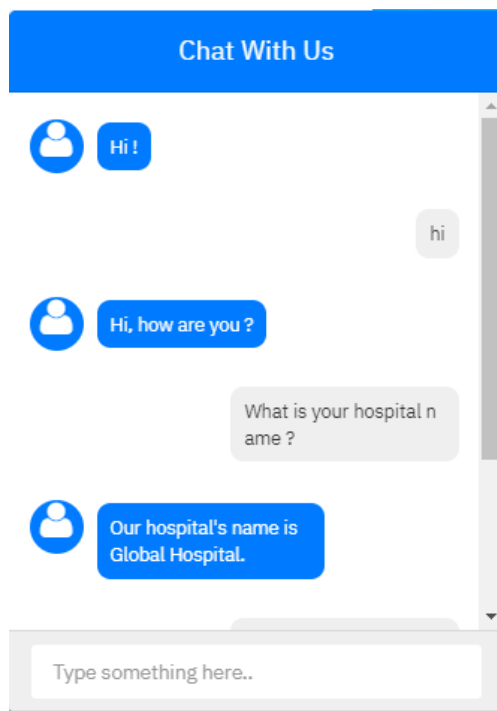 Chat With Us
Hi !
hi
Hi, how are you ?
What is your hospital n
ame ?
Our hospital's name is
Global Hospital.
Type something here..